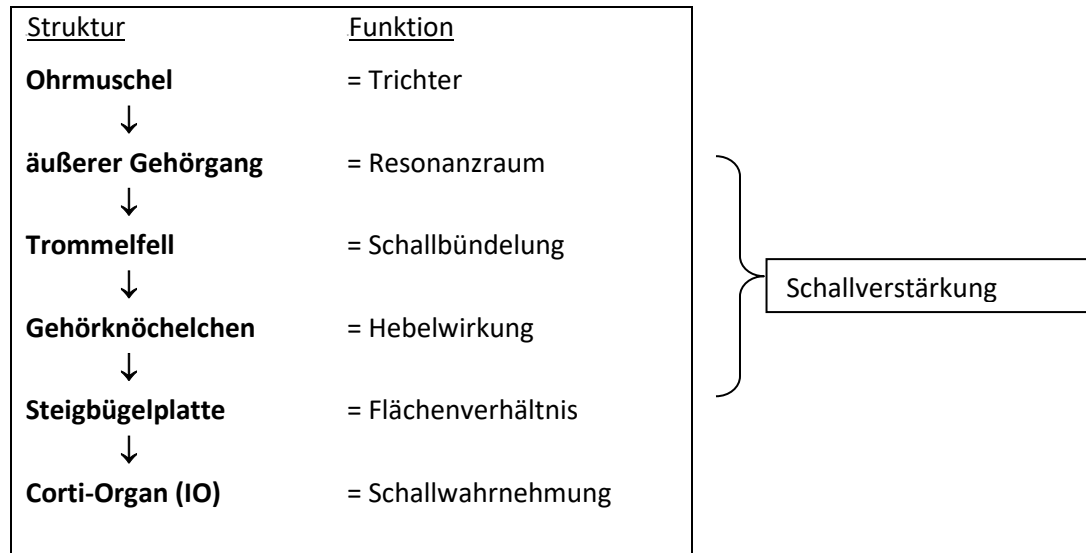 Struktur Funktion
Ohrmuschel = Trichter
↓
äußerer Gehörgang = Resonanzraum
↓
Trommelfell = Schallbündelung
↓
Gehörknöchelchen = Hebelwirkung
↓
Steigbügelplatte = Flächenverhältnis
↓
Corti-Organ (IO) = Schallwahrnehmung
Schallverstärkung